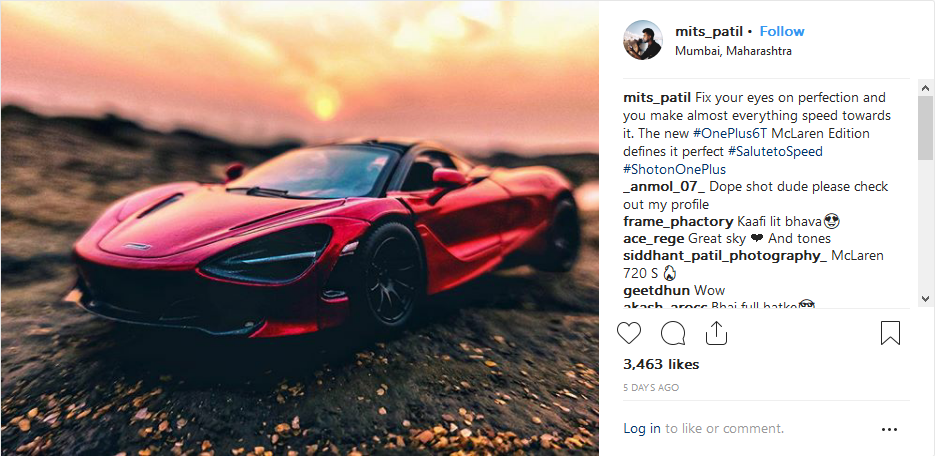 mits_patil • Follow
Mumbai, Maharashtra
mits_patil Fix your eyes on perfection and
you make almost everything speed towards
it. The new #OnePlus6T McLaren Edition
defines it perfect #SalutetoSpeed
#ShotonOnePlus
_anmol_07_ Dope shot dude please check
out my profile
frame_phactory Kaafi lit bhava😍
ace_rege Great sky ❤ And tones
siddhant_patil_photography_ McLaren
720 S 🔥
geetdhun Wow
Bhai full hatke
3,463 likes
5 DAYS AGO
Log in to like or comment.